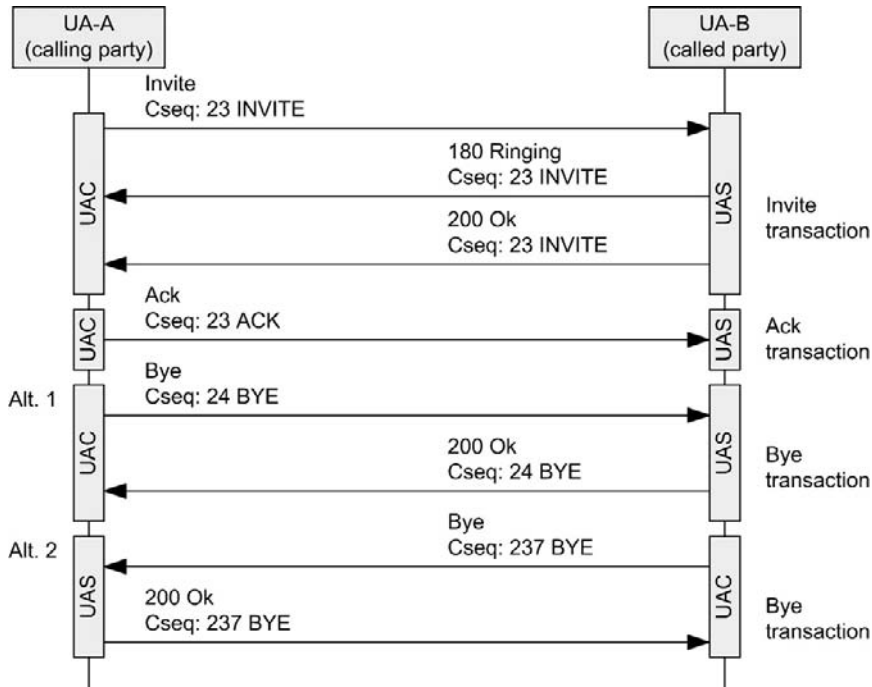 UA-A
(calling party)
UA-B
(called party)
Invite
Cseq: 23 INVITE
180 Ringing
Cseq: 23 INVITE
UAC
UAS
200 Ok
Cseq: 23 INVITE
Invite
transaction
Ack
Cseq: 23 ACK
UAC
UAS
Ack
transaction
Alt. 1
Bye
Cseq: 24 BYE
UAC
UAS
200 Ok
Cseq: 24 BYE
Bye
transaction
Alt. 2
Bye
Cseq: 237 BYE
UAS
UAC
200 Ok
Cseq: 237 BYE
Bye
transaction